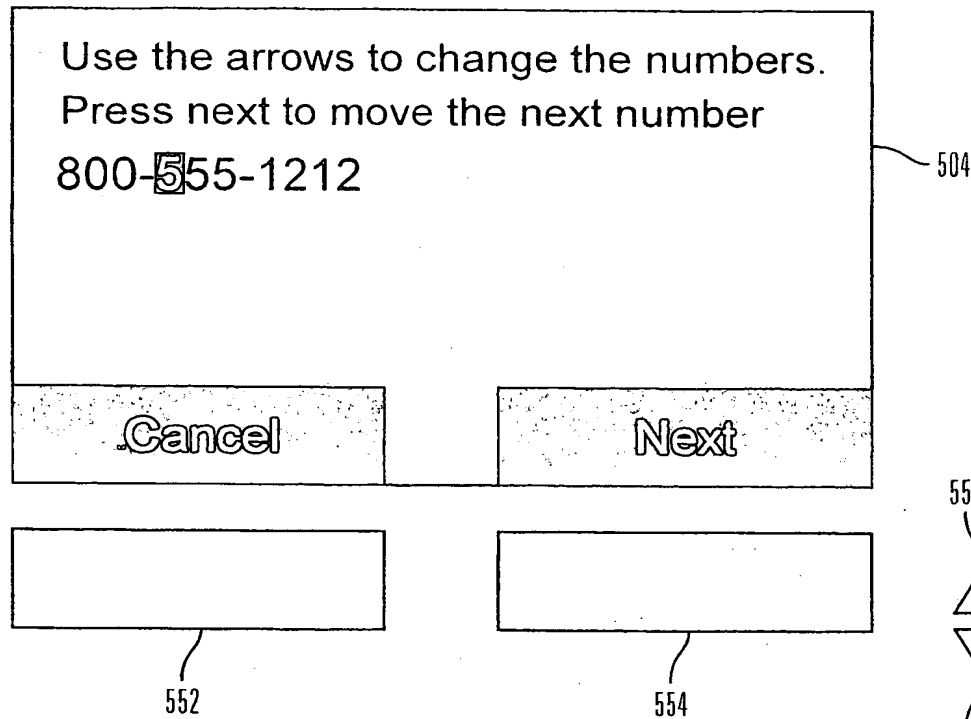 Use the arrows to change the numbers.
Press next to move the next number
800-555-1212
504
Cancel
Next
55
552
554